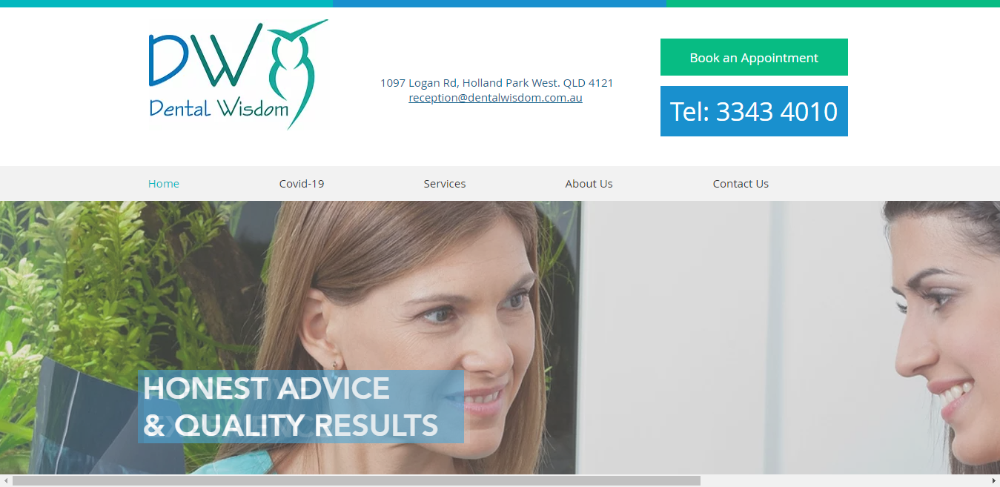 DW
Dental Wisdom
1097 Logan Rd, Holland Park West. QLD 4121
reception@dentalwisdom.com.au
Book an Appointment
Tel: 3343 4010
Home
Covid-19
Services
About Us
Contact Us
HONEST ADVICE
& QUALITY RESULTS